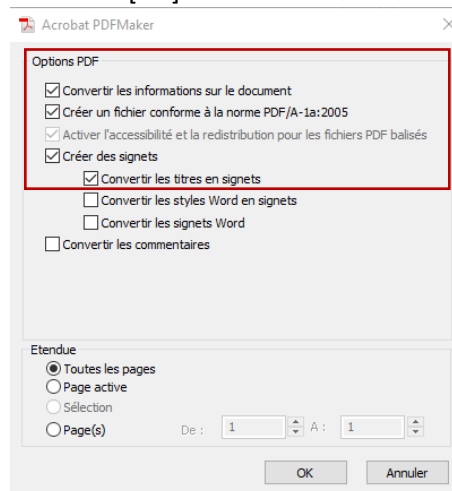 Acrobat PDFMaker
Options PDF
Convertir les informations sur le document
Créer un fichier conforme à la norme PDF/A-1a:2005
Activer l'accessibilité et la redistribution pour les fichiers PDF balisés
Créer des signets
Convertir les titres en signets
Convertir les styles Word en signets
Convertir les signets Word
Convertir les commentaires
Etendue
Toutes les pages
Page active
Sélection
Page(s) De : 1 A : 1
OK Annuler